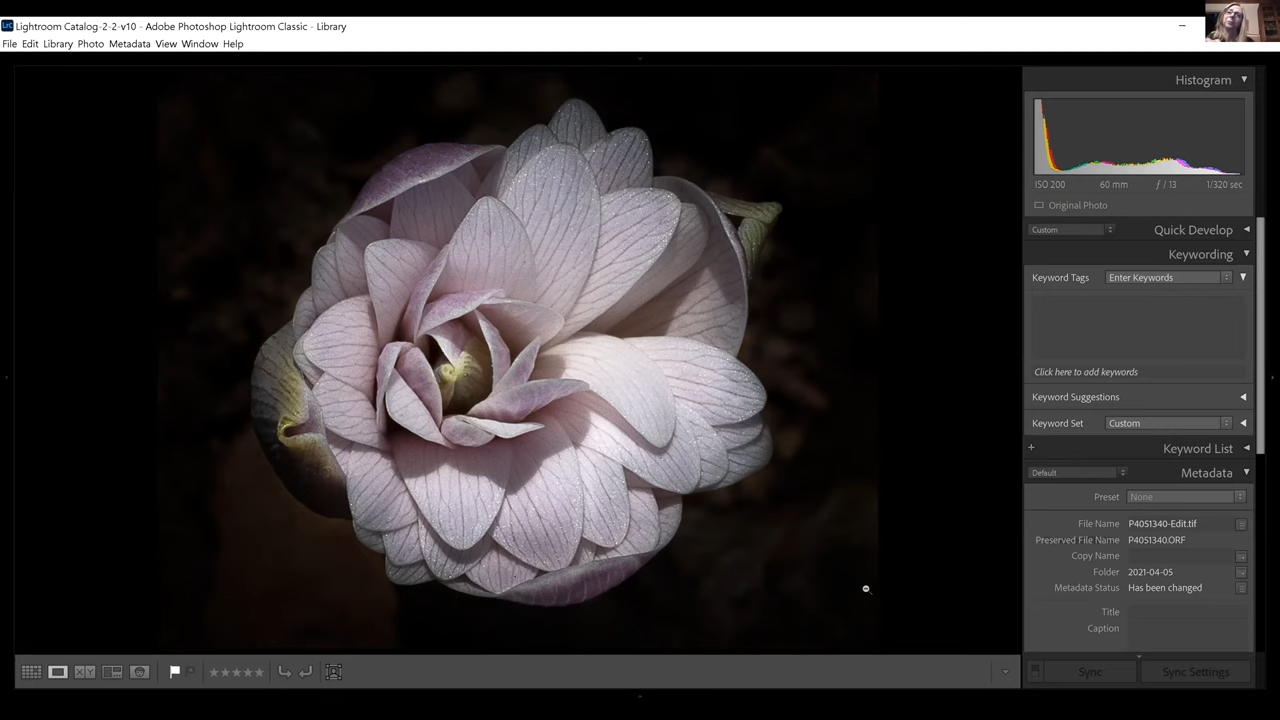 Lightroom Catalog-2-2-v10 - Adobe Photoshop Lightroom Classic - Library
File Edit Library Photo Metadata View Window Help
Histogram
ISO 200 60 mm ƒ / 13 1/320 sec
Original Photo
Custom Quick Develop
Keywording
Keyword Tags Enter Keywords
Click here to add keywords
Keyword Suggestions
Keyword Set Custom
+ Keyword List
Default Metadata
Preset None
File Name P4051340-Edit.tif
Preserved File Name P4051340.ORF
Copy Name
Folder 2021-04-05
Metadata Status Has been changed
Title
Caption
Sync Sync Settings